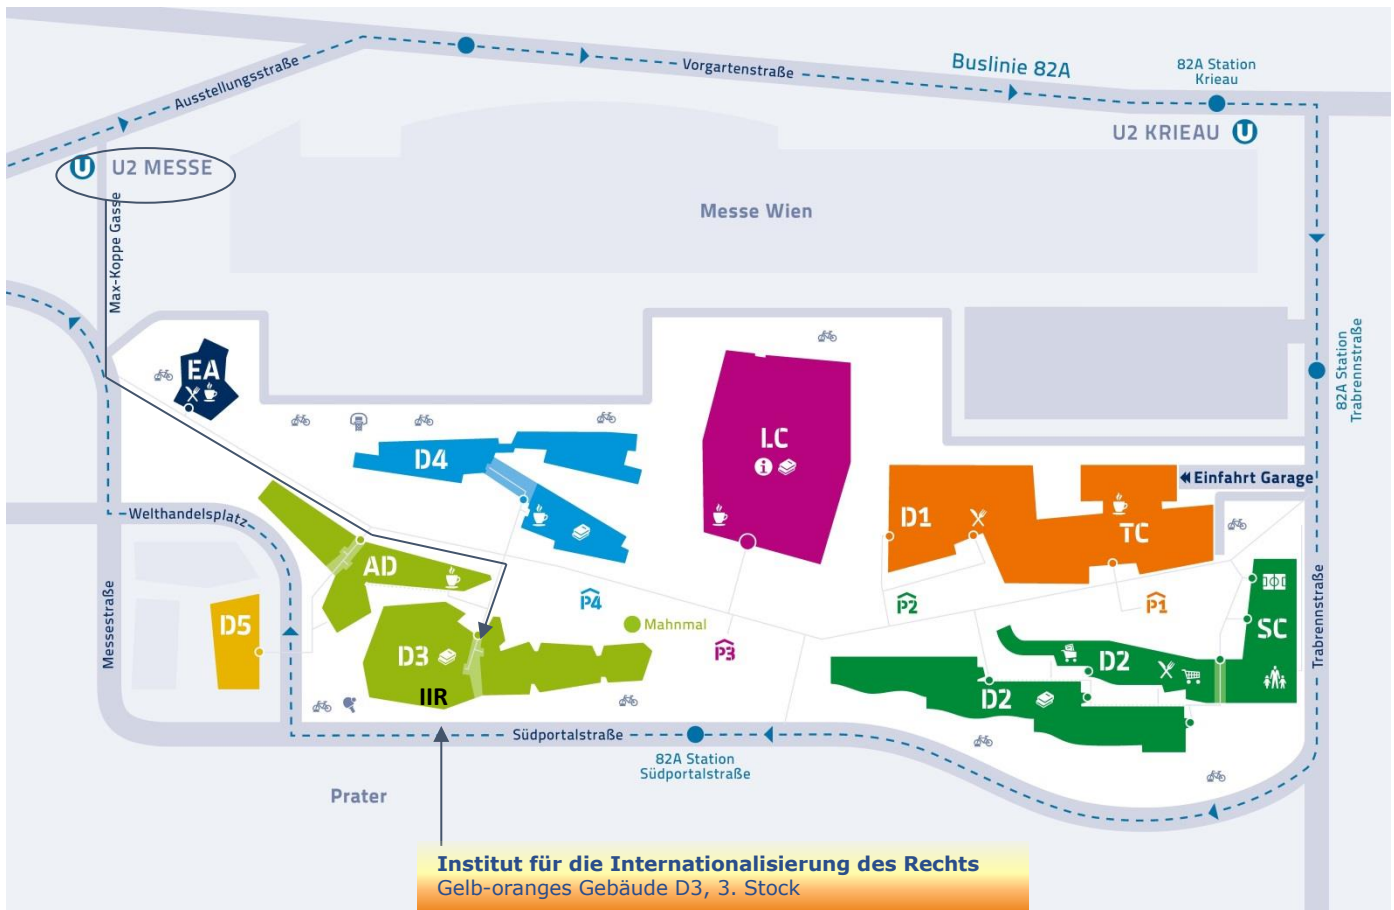 Ausstellungsstraße
Vorgartenstraße
Buslinie 82A
82A Station
Krieau
U2 KRIEAU U
U U2 MESSE
Max-Koppe Gasse
Messe Wien
82A Station
Trabrennstraße
EA
D4
LC
i
Einfahrt Garage
D1
TC
Welthandelsplatz
AD
P4
P2
P1
D5
Mahnmal
SC
Messestraße
Trabrennstraße
D3
P3
D2
IIR
D2
Südportalstraße
82A Station
Südportalstraße
Prater
Institut für die Internationalisierung des Rechts
Gelb-oranges Gebäude D3, 3. Stock